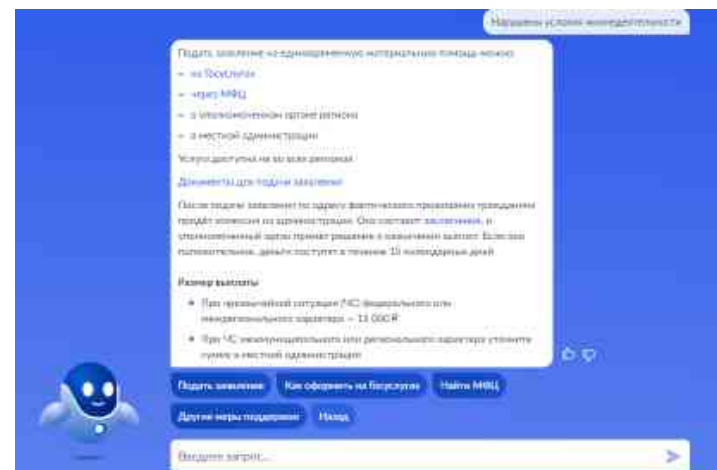 Нарушены условия жизнедеятельности
Подать заявление на единовременную материальную помощь можно:
– на Госуслугах
– через МФЦ
– в уполномоченном органе региона
– в местной администрации
Услуга доступна не во всех регионах
Документы для подачи заявления
После подачи заявления по адресу фактического проживания гражданина
придёт комиссия из администрации. Она составит заключение, и
уполномоченный орган примет решение о назначении выплат. Если оно
положительное, деньги поступят в течение 15 календарных дней
Размер выплаты
• При чрезвычайной ситуации (ЧС) федерального или
межрегионального характера –
• При ЧС межмуниципального или регионального характера уточните
сумму в местной администрации
Подать заявление Как оформить на Госуслугах Найти МФЦ
Другие меры поддержки Назад
Введите запрос...